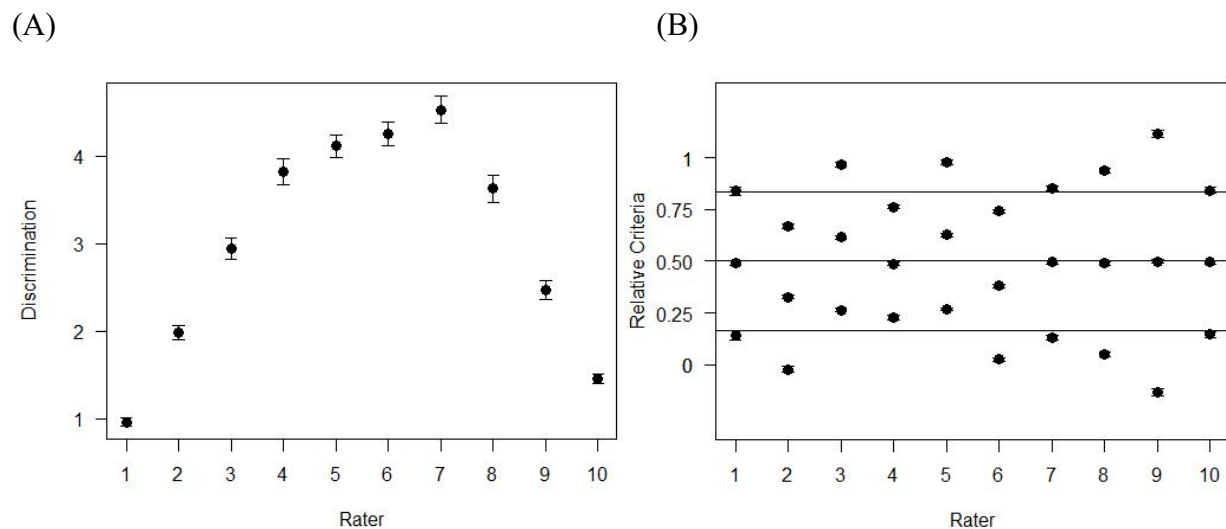 (A)
(B)
Discrimination
4
3
2
1
1 2 3 4 5 6 7 8 9 10
Rater
Relative Criteria
1
0.75
0.50
0.25
0
1 2 3 4 5 6 7 8 9 10
Rater